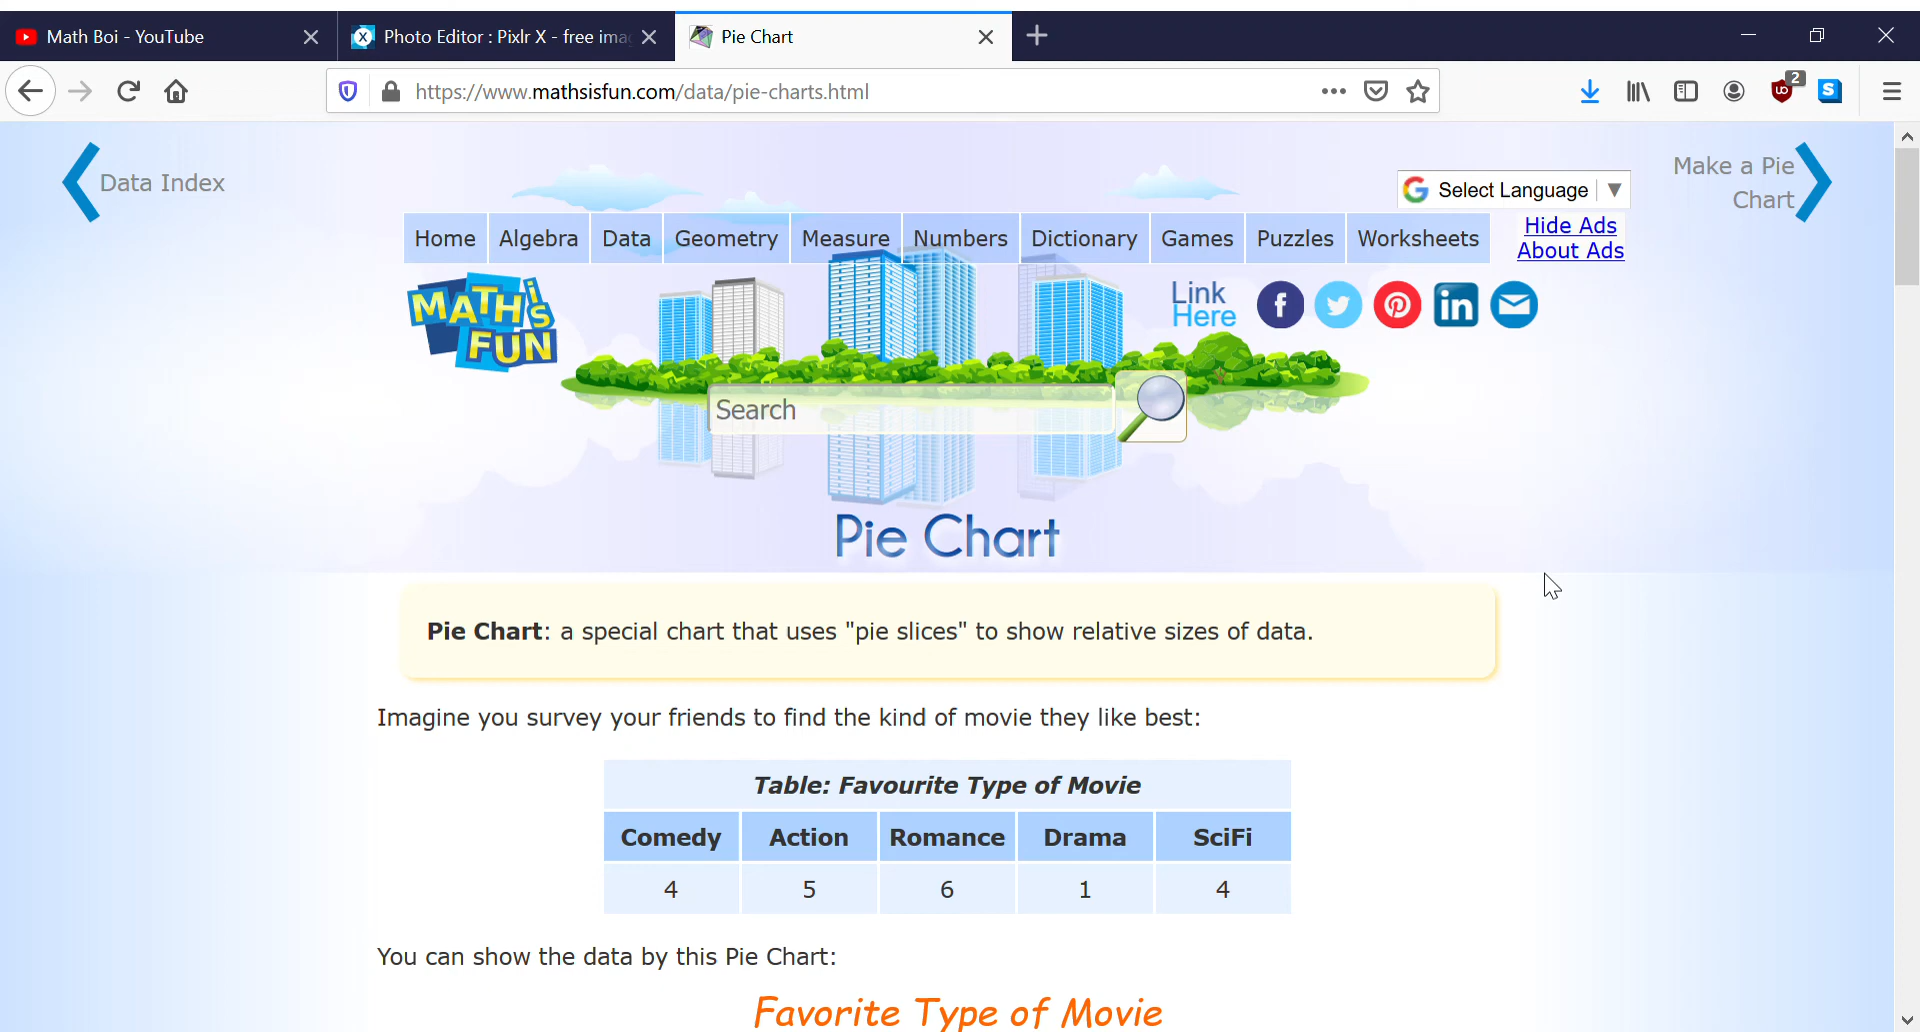 Math Boi - YouTube
Photo Editor : Pixlr X - free ima
Pie Chart
https://www.mathsisfun.com/data/pie-charts.html
2
UO
S
Data Index
Make a Pie
Chart
Select Language
Home Algebra Data Geometry Measure Numbers Dictionary Games Puzzles Worksheets
Hide Ads
About Ads
MATH iS
FUN
Link
Here
Search
Pie Chart
Pie Chart: a special chart that uses "pie slices" to show relative sizes of data.
Imagine you survey your friends to find the kind of movie they like best:
Table: Favourite Type of Movie
Comedy Action Romance Drama SciFi
4 5 6 1 4
You can show the data by this Pie Chart:
Favorite Type of Movie